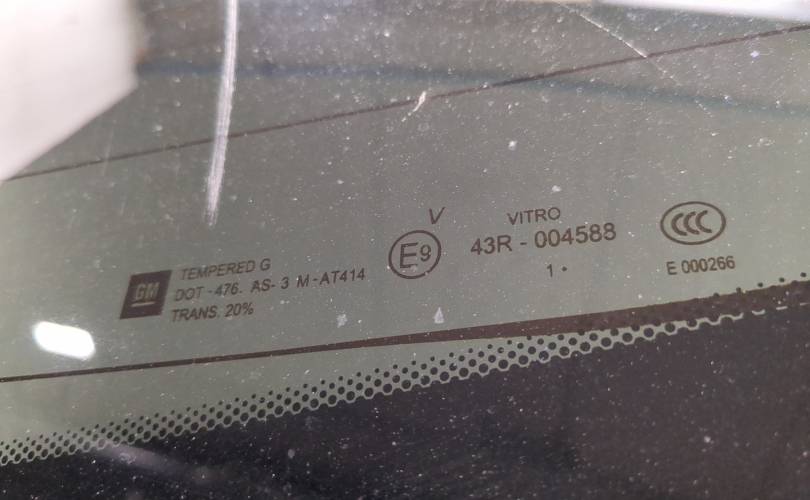 GM
TEMPERED G
DOT -476. AS- 3 M-AT414
TRANS. 20%
V
E9
VITRO
43R - 004588
1 •
CCC
E 000266